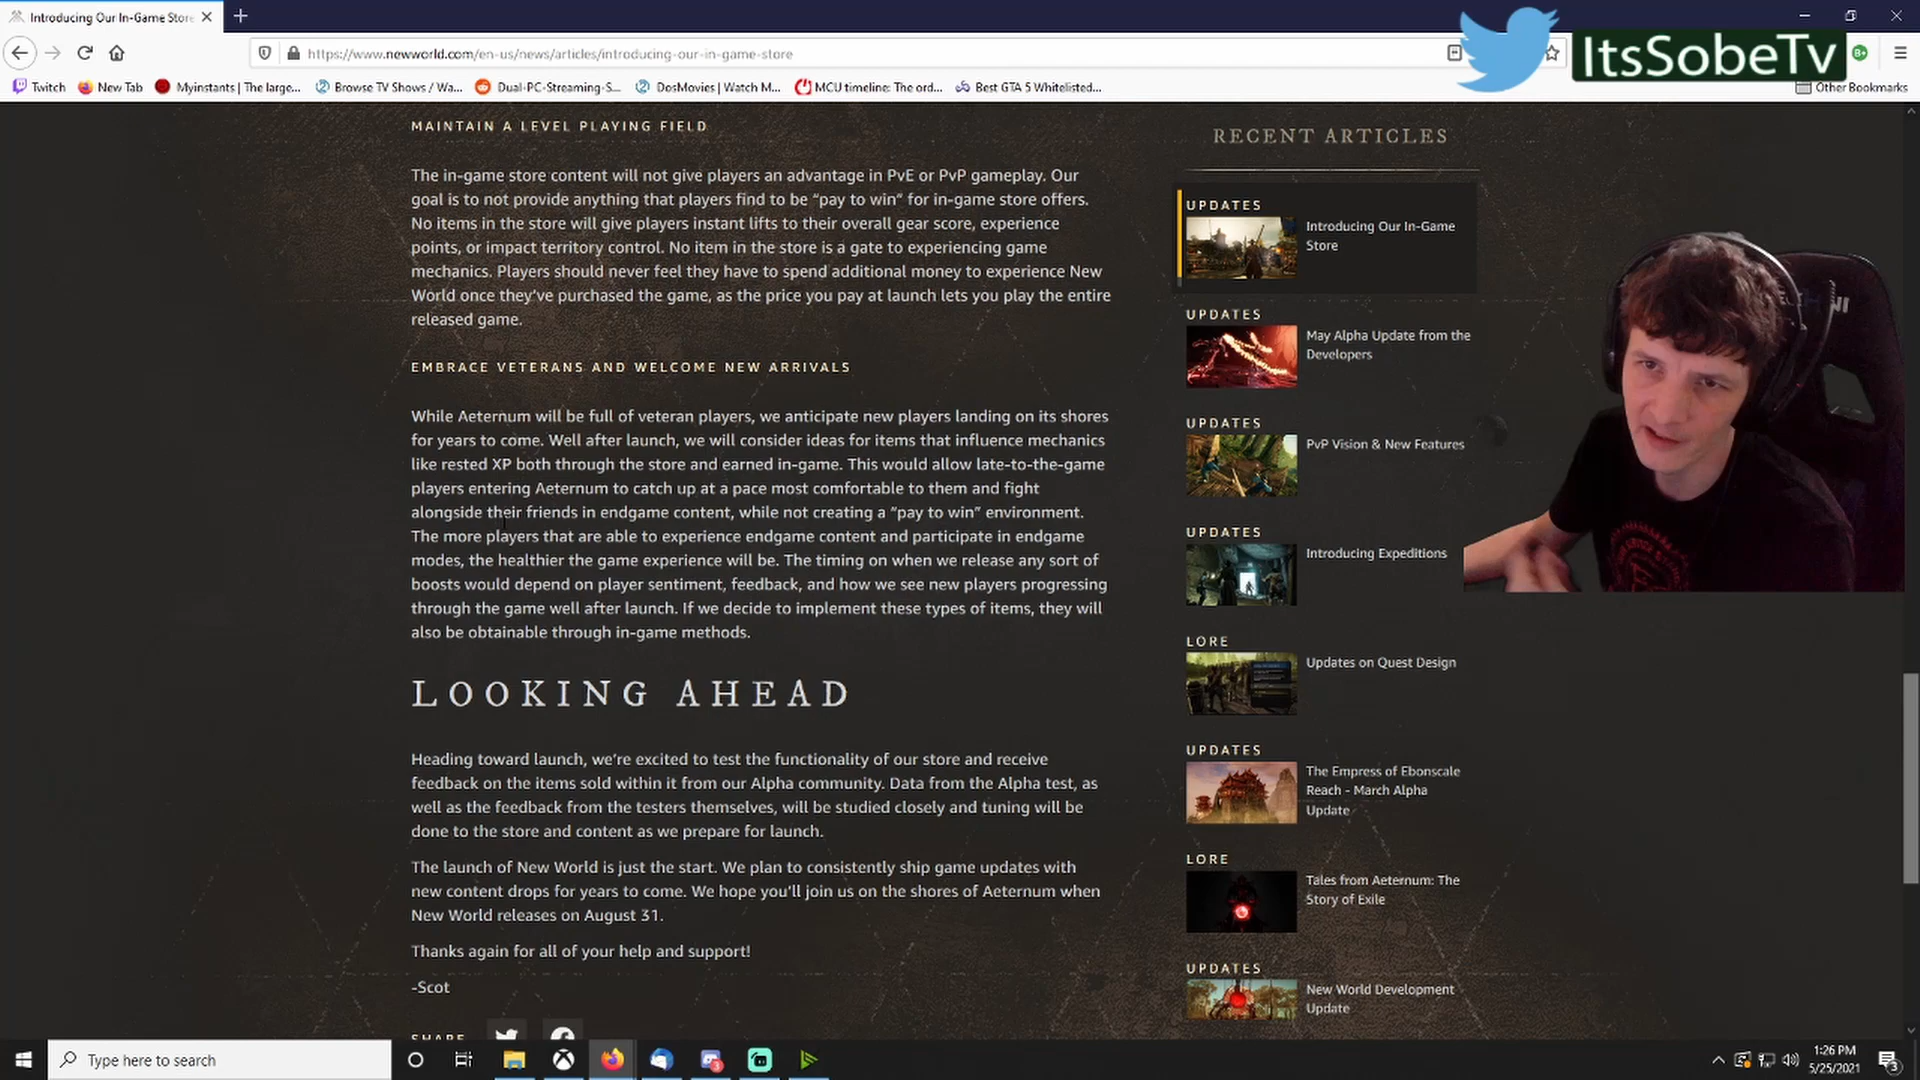 Introducing Our In-Game Store
https://www.newworld.com/en-us/news/articles/introducing-our-in-game-store
ItsSobeTv
Twitch
New Tab
Myinstants | The large...
Browse TV Shows / Wa...
Dual-PC-Streaming-S...
DosMovies | Watch M...
MCU timeline: The ord...
Best GTA 5 Whitelisted...
Other Bookmarks
MAINTAIN A LEVEL PLAYING FIELD
The in-game store content will not give players an advantage in PvE or PvP gameplay. Our
goal is to not provide anything that players find to be “pay to win” for in-game store offers.
No items in the store will give players instant lifts to their overall gear score, experience
points, or impact territory control. No item in the store is a gate to experiencing game
mechanics. Players should never feel they have to spend additional money to experience New
World once they’ve purchased the game, as the price you pay at launch lets you play the entire
released game.
EMBRACE VETERANS AND WELCOME NEW ARRIVALS
While Aeternum will be full of veteran players, we anticipate new players landing on its shores
for years to come. Well after launch, we will consider ideas for items that influence mechanics
like rested XP both through the store and earned in-game. This would allow late-to-the-game
players entering Aeternum to catch up at a pace most comfortable to them and fight
alongside their friends in endgame content, while not creating a “pay to win” environment.
The more players that are able to experience endgame content and participate in endgame
modes, the healthier the game experience will be. The timing on when we release any sort of
boosts would depend on player sentiment, feedback, and how we see new players progressing
through the game well after launch. If we decide to implement these types of items, they will
also be obtainable through in-game methods.
LOOKING AHEAD
Heading toward launch, we’re excited to test the functionality of our store and receive
feedback on the items sold within it from our Alpha community. Data from the Alpha test, as
well as the feedback from the testers themselves, will be studied closely and tuning will be
done to the store and content as we prepare for launch.
The launch of New World is just the start. We plan to consistently ship game updates with
new content drops for years to come. We hope you’ll join us on the shores of Aeternum when
New World releases on August 31.
Thanks again for all of your help and support!
-Scot
SHARE
RECENT ARTICLES
UPDATES
Introducing Our In-Game
Store
UPDATES
May Alpha Update from the
Developers
UPDATES
PvP Vision & New Features
UPDATES
Introducing Expeditions
LORE
Updates on Quest Design
UPDATES
The Empress of Ebonscale
Reach - March Alpha
Update
LORE
Tales from Aeternum: The
Story of Exile
UPDATES
New World Development
Update
Type here to search
3
1:26 PM
5/25/2021
3